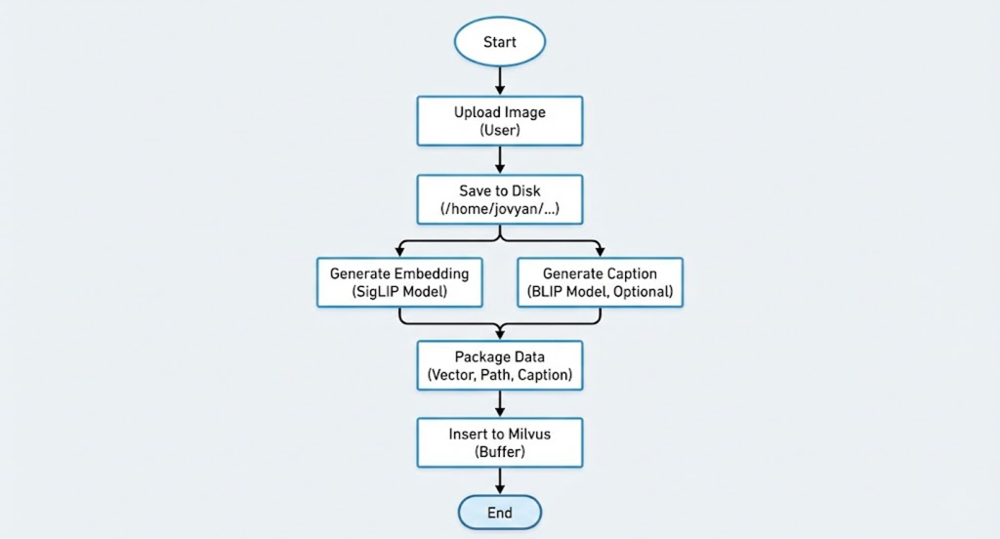 Start
Upload Image
(User)
Save to Disk
(/home/jovyan/...)
Generate Embedding
(SigLIP Model)
Generate Caption
(BLIP Model, Optional)
Package Data
(Vector, Path, Caption)
Insert to Milvus
(Buffer)
End